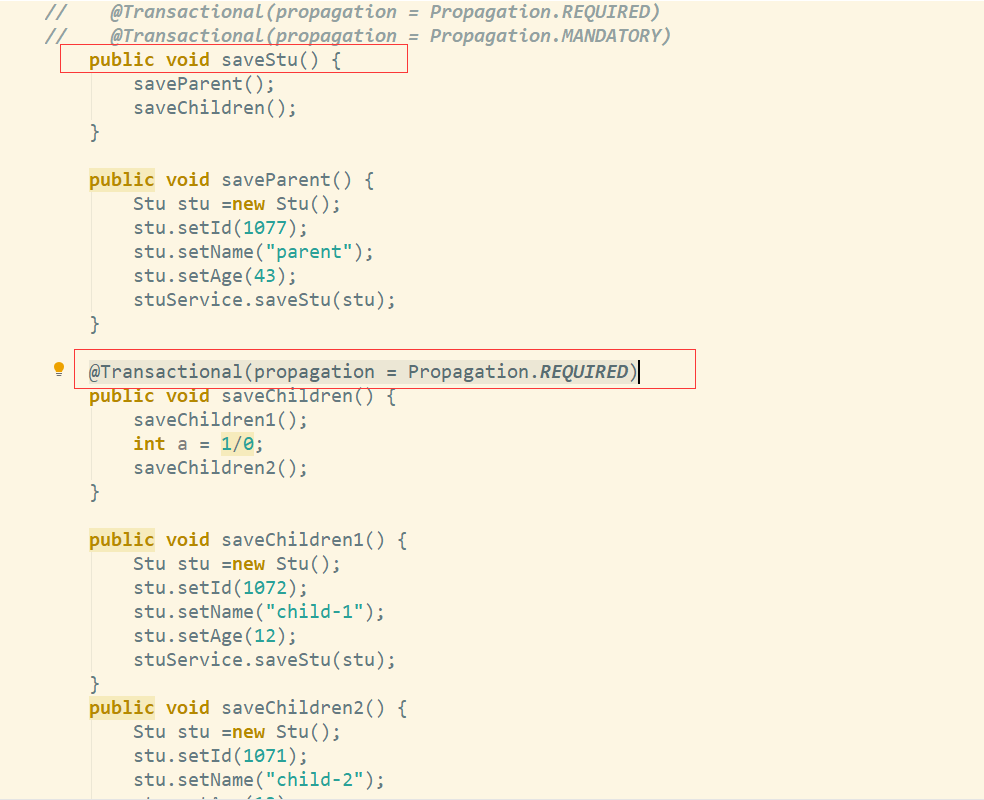 // @Transactional(propagation = Propagation.REQUIRED)
// @Transactional(propagation = Propagation.MANDATORY)
public void saveStu() {
saveParent();
saveChildren();
}
public void saveParent() {
Stu stu =new Stu();
stu.setId(1077);
stu.setName("parent");
stu.setAge(43);
stuService.saveStu(stu);
}
@Transactional(propagation = Propagation.REQUIRED)
public void saveChildren() {
saveChildren1();
int a = 1/0;
saveChildren2();
}
public void saveChildren1() {
Stu stu =new Stu();
stu.setId(1072);
stu.setName("child-1");
stu.setAge(12);
stuService.saveStu(stu);
}
public void saveChildren2() {
Stu stu =new Stu();
stu.setId(1071);
stu.setName("child-2");